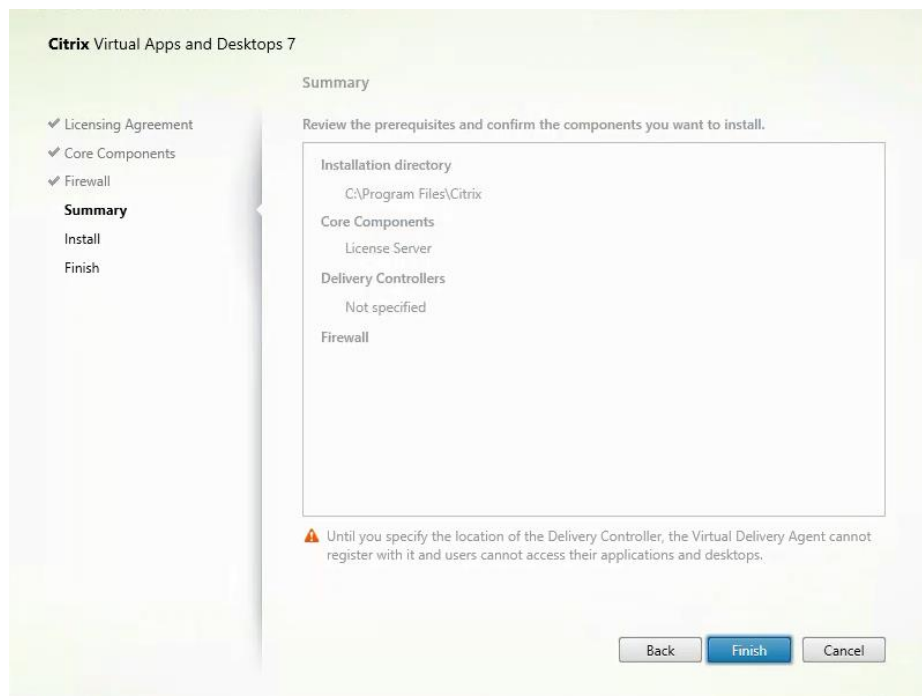 Citrix Virtual Apps and Desktops 7
Summary
Licensing Agreement
Core Components
Firewall
Summary
Install
Finish
Review the prerequisites and confirm the components you want to install.
Installation directory
C:\Program Files\Citrix
Core Components
License Server
Delivery Controllers
Not specified
Firewall
Until you specify the location of the Delivery Controller, the Virtual Delivery Agent cannot
register with it and users cannot access their applications and desktops.
Back
Finish
Cancel